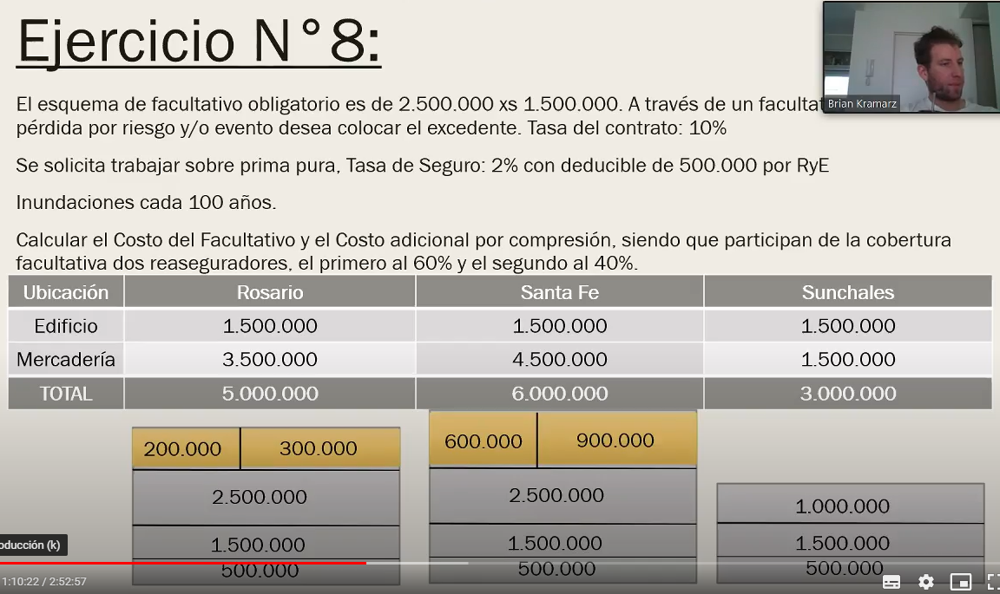 Ejercicio N°8:
Brian Kramarz
El esquema de facultativo obligatorio es de 2.500.000 xs 1.500.000. A través de un
pérdida por riesgo y/o evento desea colocar el excedente. Tasa del contrato: 10%
Se solicita trabajar sobre prima pura, Tasa de Seguro: 2% con deducible de 500.000 por RyE
Inundaciones cada 100 años.
Calcular el Costo del Facultativo y el Costo adicional por compresión, siendo que participan de la cobertura
facultativa dos reaseguradores, el primero al 60% y el segundo al 40%.
Ubicación Rosario Santa Fe Sunchales
Edificio 1.500.000 1.500.000 1.500.000
Mercadería 3.500.000 4.500.000 1.500.000
TOTAL 5.000.000 6.000.000 3.000.000
200.000 300.000 600.000 900.000
2.500.000 2.500.000 1.000.000
1.500.000 1.500.000 1.500.000
500.000 500.000 500.000
oducción (k)
1:10:22 / 2:52:57